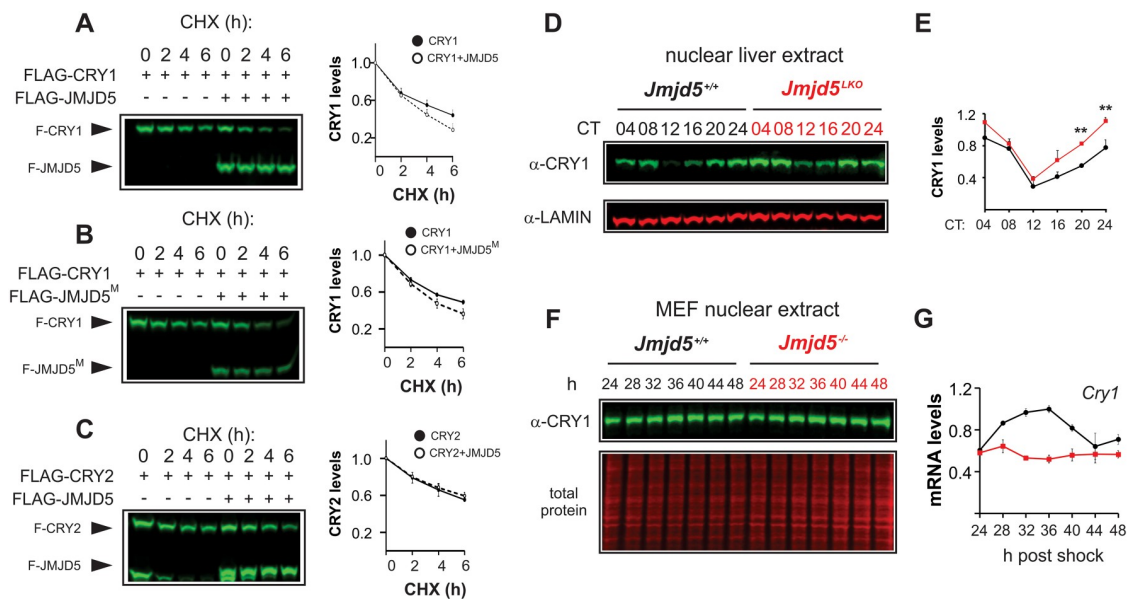 A
CHX (h):
0 2 4 6 0 2 4 6
FLAG-CRY1 + + + + + + + +
FLAG-JMJD5 - - - - + + + +
F-CRY1
F-JMJD5
CRY1
CRY1+JMJD5
CRY1 levels
1.0
0.6
0.2
0 2 4 6
CHX (h)
B
CHX (h):
0 2 4 6 0 2 4 6
FLAG-CRY1 + + + + + + + +
FLAG-JMJD5M - - - - + + + +
F-CRY1
F-JMJD5M
CRY1
CRY1+JMJD5M
CRY1 levels
1.0
0.6
0.2
0 2 4 6
CHX (h)
C
CHX (h):
0 2 4 6 0 2 4 6
FLAG-CRY2 + + + + + + + +
FLAG-JMJD5 - - - - + + + +
F-CRY2
F-JMJD5
CRY2
CRY2+JMJD5
CRY2 levels
1.0
0.6
0.2
0 2 4 6
CHX (h)
D
nuclear liver extract
Jmjd5+/+ Jmjd5LKO
CT 04 08 12 16 20 24 04 08 12 16 20 24
α-CRY1
α-LAMIN
E
CRY1 levels
1.2
0.8
0.4
** **
CT: 04 08 12 16 20 24
F
MEF nuclear extract
Jmjd5+/+ Jmjd5-/-
h 24 28 32 36 40 44 48 24 28 32 36 40 44 48
α-CRY1
total
protein
G
Cry1
mRNA levels
1.2
0.8
0.4
24 28 32 36 40 44 48
h post shock